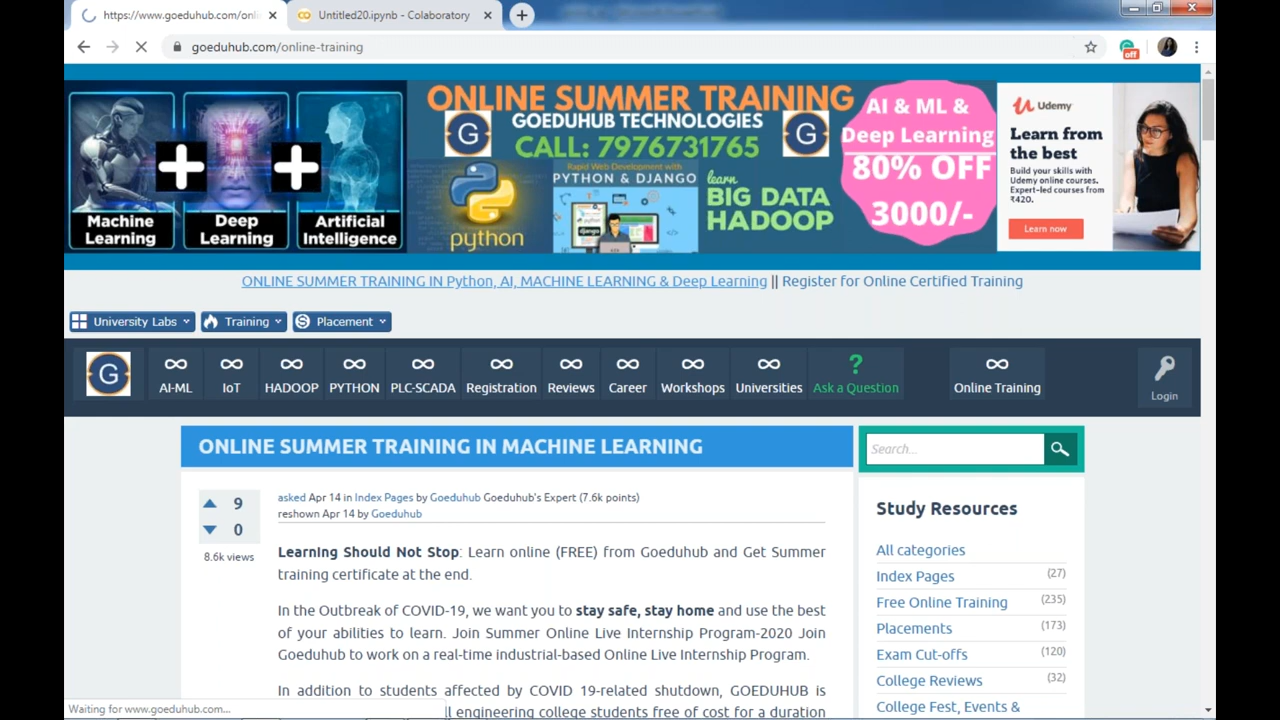 https://www.goeduhub.com/onli
Untitled20.ipynb - Colaboratory
goeduhub.com/online-training
off
Machine Learning
Deep Learning
Artificial Intelligence
ONLINE SUMMER TRAINING
GOEDUHUB TECHNOLOGIES
G
G
CALL: 7976731765
python
Rapid Web Development with
PYTHON & DJANGO
django
learn
BIG DATA
HADOOP
AI & ML &
Deep Learning
80% OFF
3000/-
Udemy
Learn from
the best
Build your skills with
Udemy online courses.
Expert-led courses from
₹420.
Learn now
ONLINE SUMMER TRAINING IN Python, AI, MACHINE LEARNING & Deep Learning || Register for Online Certified Training
University Labs
Training
Placement
G
AI-ML
IoT
HADOOP
PYTHON
PLC-SCADA
Registration
Reviews
Career
Workshops
Universities
? Ask a Question
Online Training
Login
ONLINE SUMMER TRAINING IN MACHINE LEARNING
Search...
9
0
8.6k views
asked Apr 14 in Index Pages by Goeduhub Goeduhub's Expert (7.6k points)
reshown Apr 14 by Goeduhub
Learning Should Not Stop: Learn online (FREE) from Goeduhub and Get Summer
training certificate at the end.
In the Outbreak of COVID-19, we want you to stay safe, stay home and use the best
of your abilities to learn. Join Summer Online Live Internship Program-2020 Join
Goeduhub to work on a real-time industrial-based Online Live Internship Program.
In addition to students affected by COVID 19-related shutdown, GOEDUHUB is
engineering college students free of cost for a duration
Study Resources
All categories
Index Pages (27)
Free Online Training (235)
Placements (173)
Exam Cut-offs (120)
College Reviews (32)
College Fest, Events &
Waiting for www.goeduhub.com...